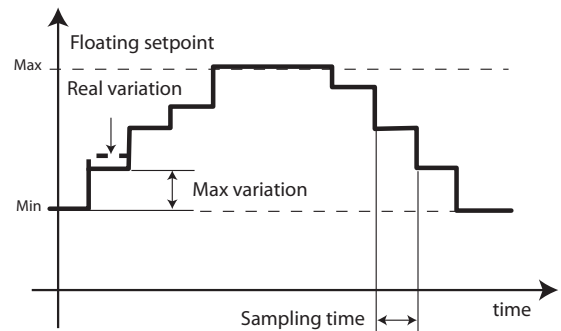 Floating setpoint
Max
Real variation
Max variation
Min
time
Sampling time